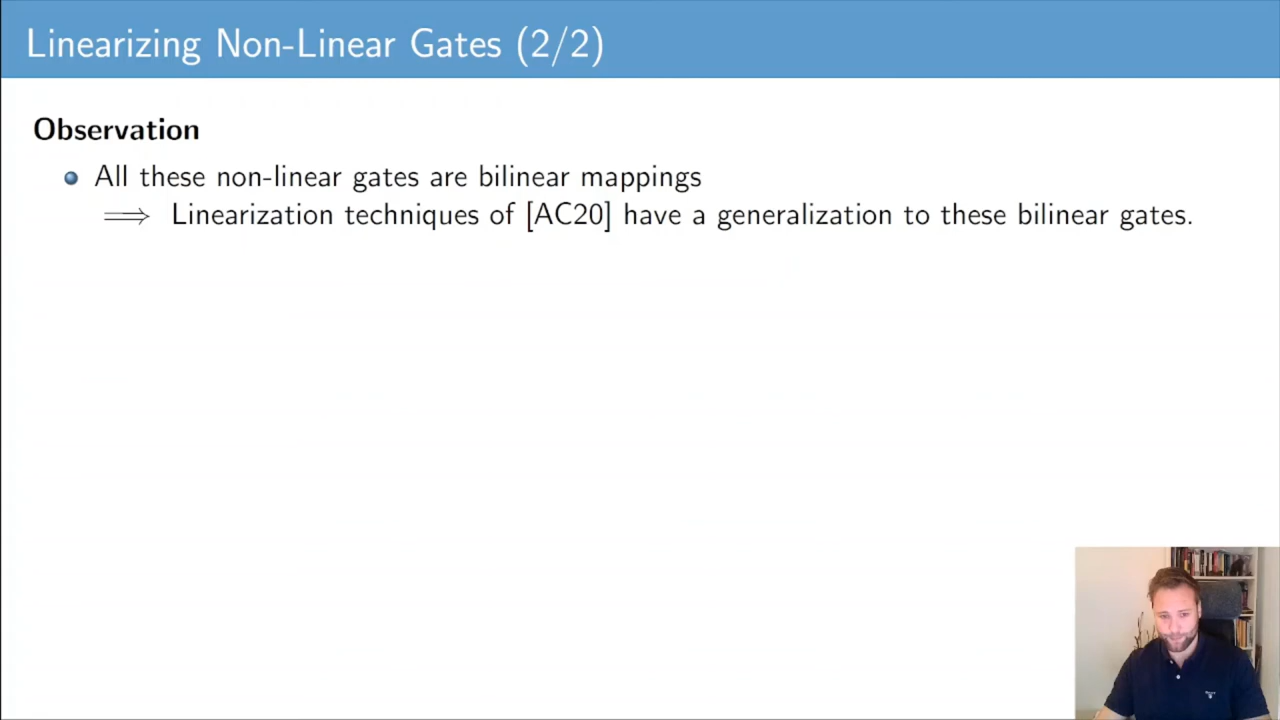 Linearizing Non-Linear Gates (2/2)
Observation
All these non-linear gates are bilinear mappings
⟹ Linearization techniques of [AC20] have a generalization to these bilinear gates.